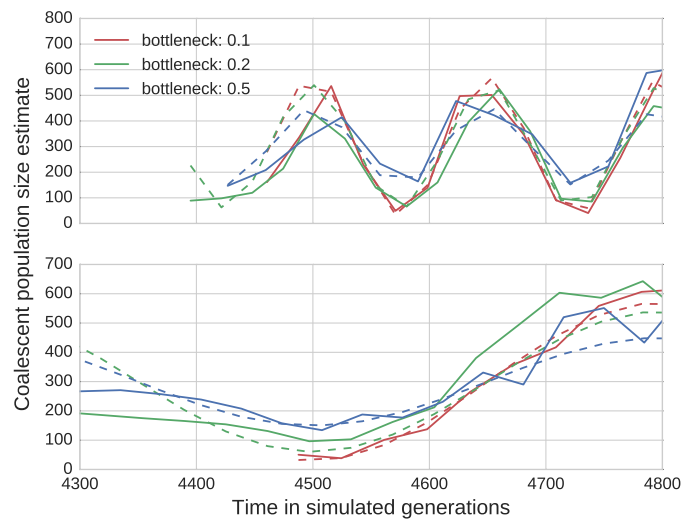 800
700
600
500
400
300
200
100
0
bottleneck: 0.1
bottleneck: 0.2
bottleneck: 0.5
Coalescent population size estimate
700
600
500
400
300
200
100
0
4300 4400 4500 4600 4700 4800
Time in simulated generations